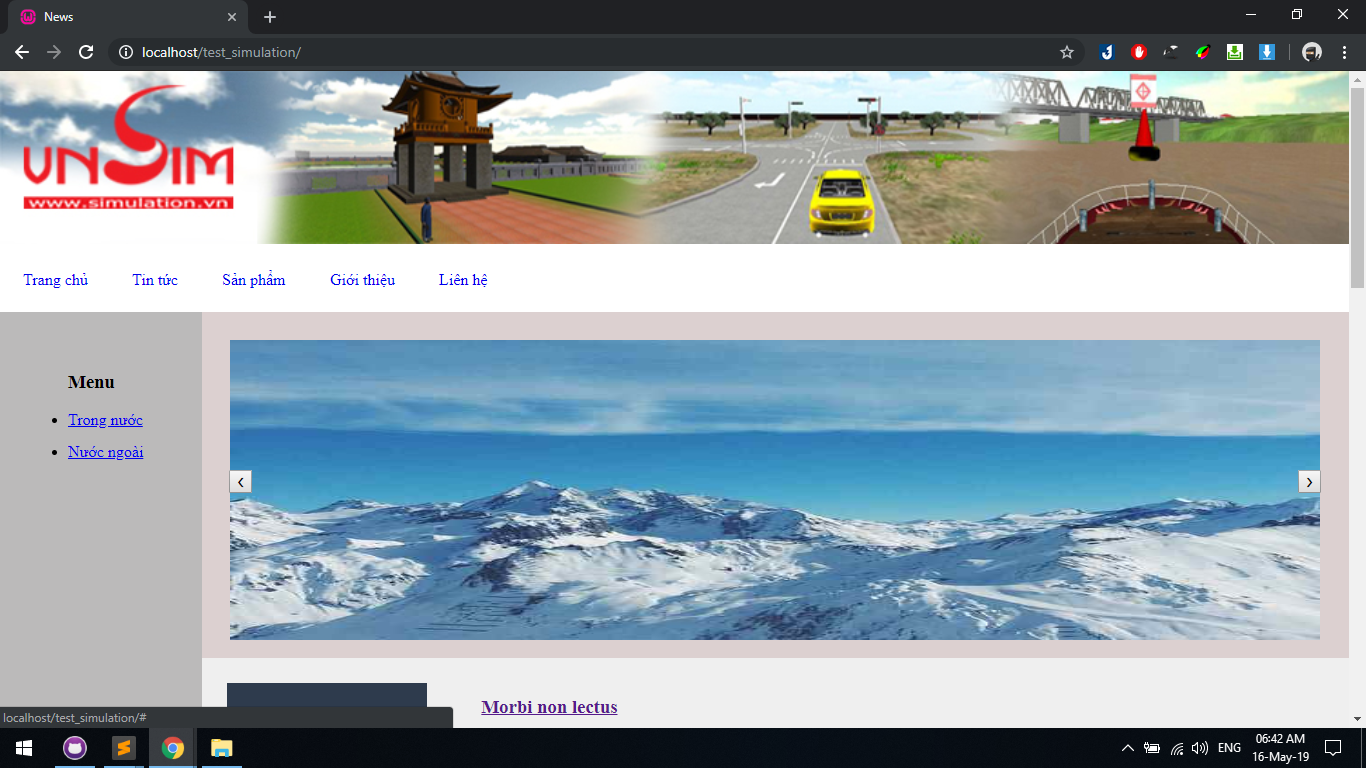 News
localhost/test_simulation/
VNSIM
www.simulation.vn
Trang chủ Tin tức Sản phẩm Giới thiệu Liên hệ
Menu
Trong nước
Nước ngoài
‹ ›
Morbi non lectus
localhost/test_simulation/#
ENG
06:42 AM
16-May-19